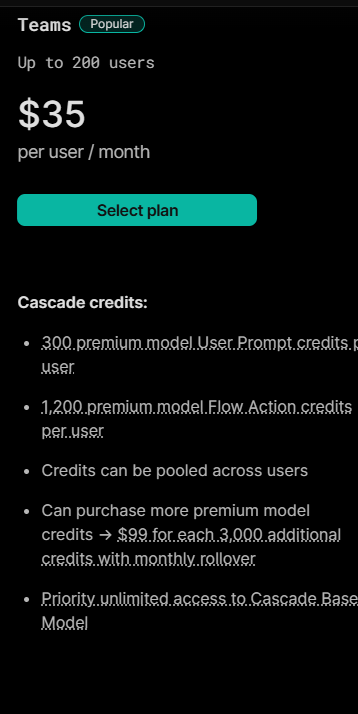 Teams Popular
Up to 200 users
$35
per user / month
Select plan
Cascade credits:
300 premium model User Prompt credits
user
1,200 premium model Flow Action credits
per user
Credits can be pooled across users
Can purchase more premium model
credits → $99 for each 3,000 additional
credits with monthly rollover
Priority unlimited access to Cascade Base
Model